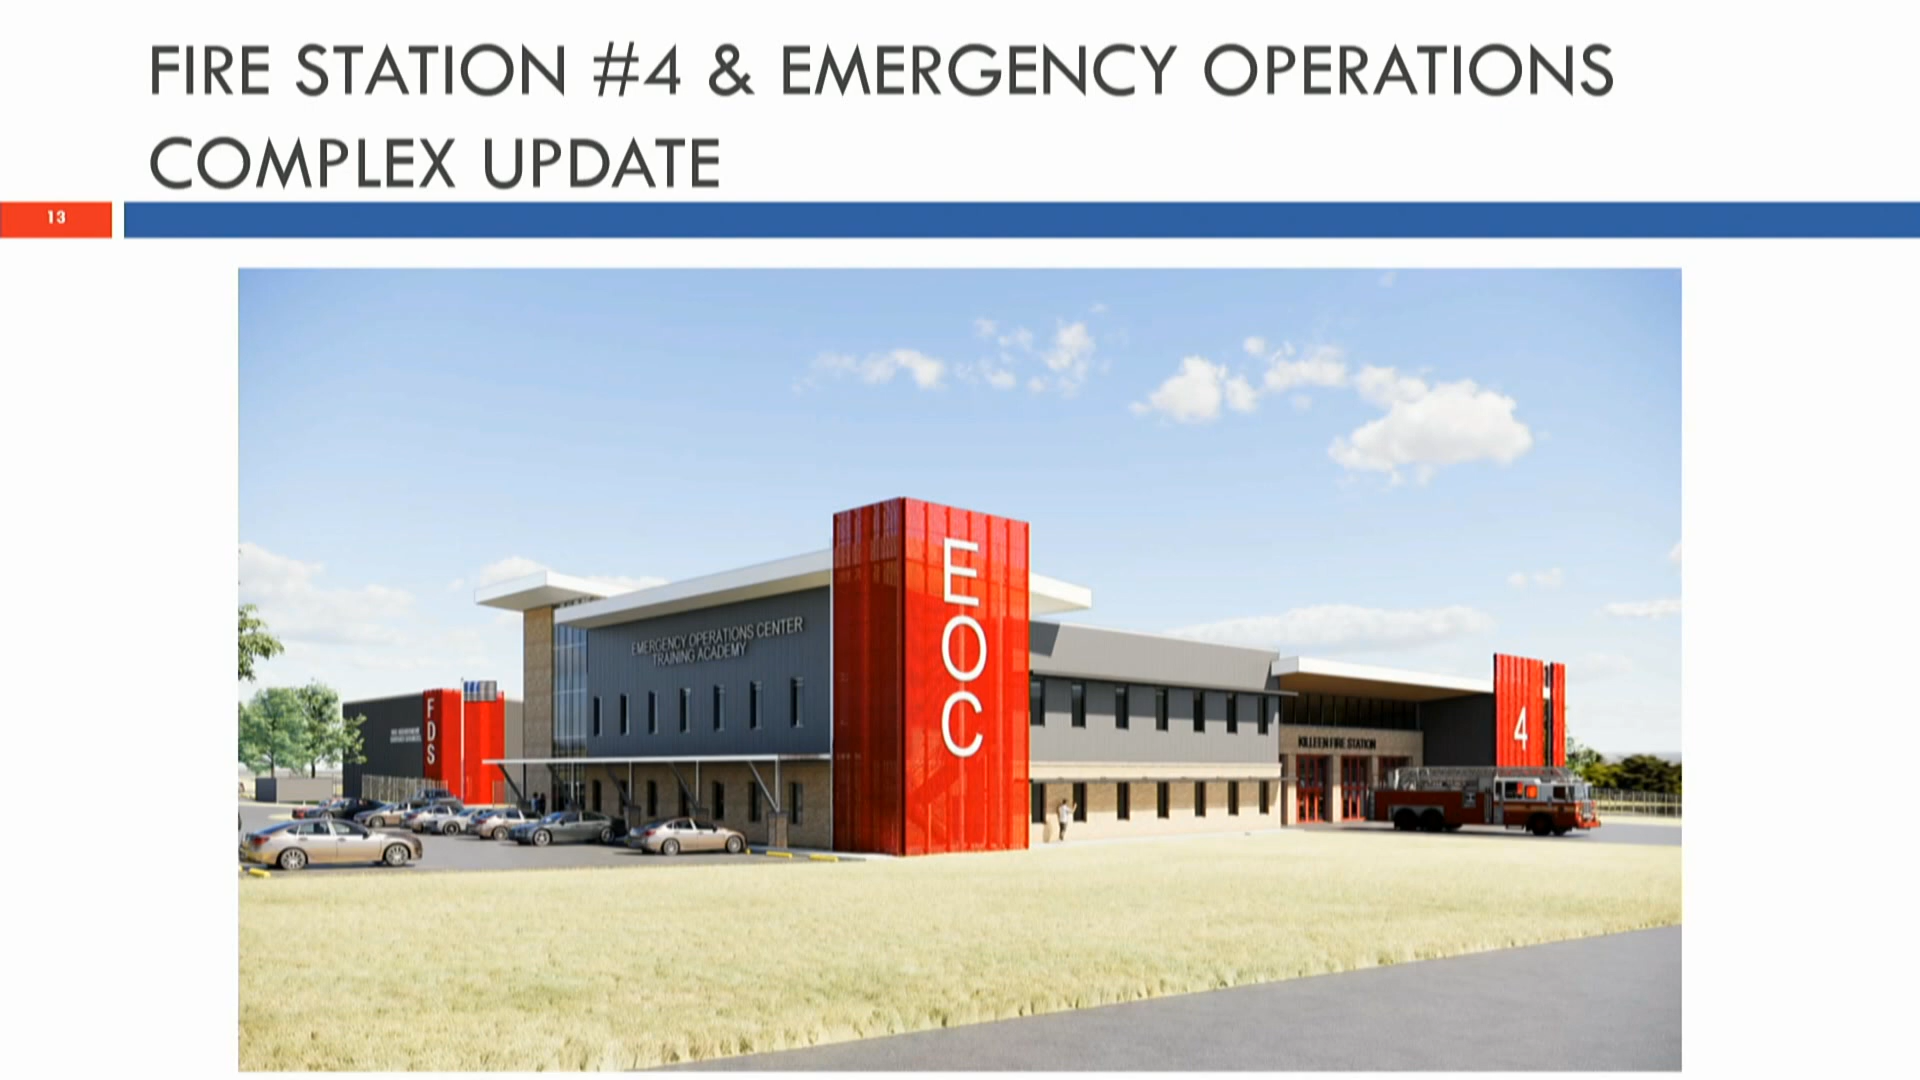 FIRE STATION #4 & EMERGENCY OPERATIONS
COMPLEX UPDATE
13
EMERGENCY OPERATIONS CENTER
TRAINING ACADEMY
EOC
FDS
KILLEEN FIRE STATION
4